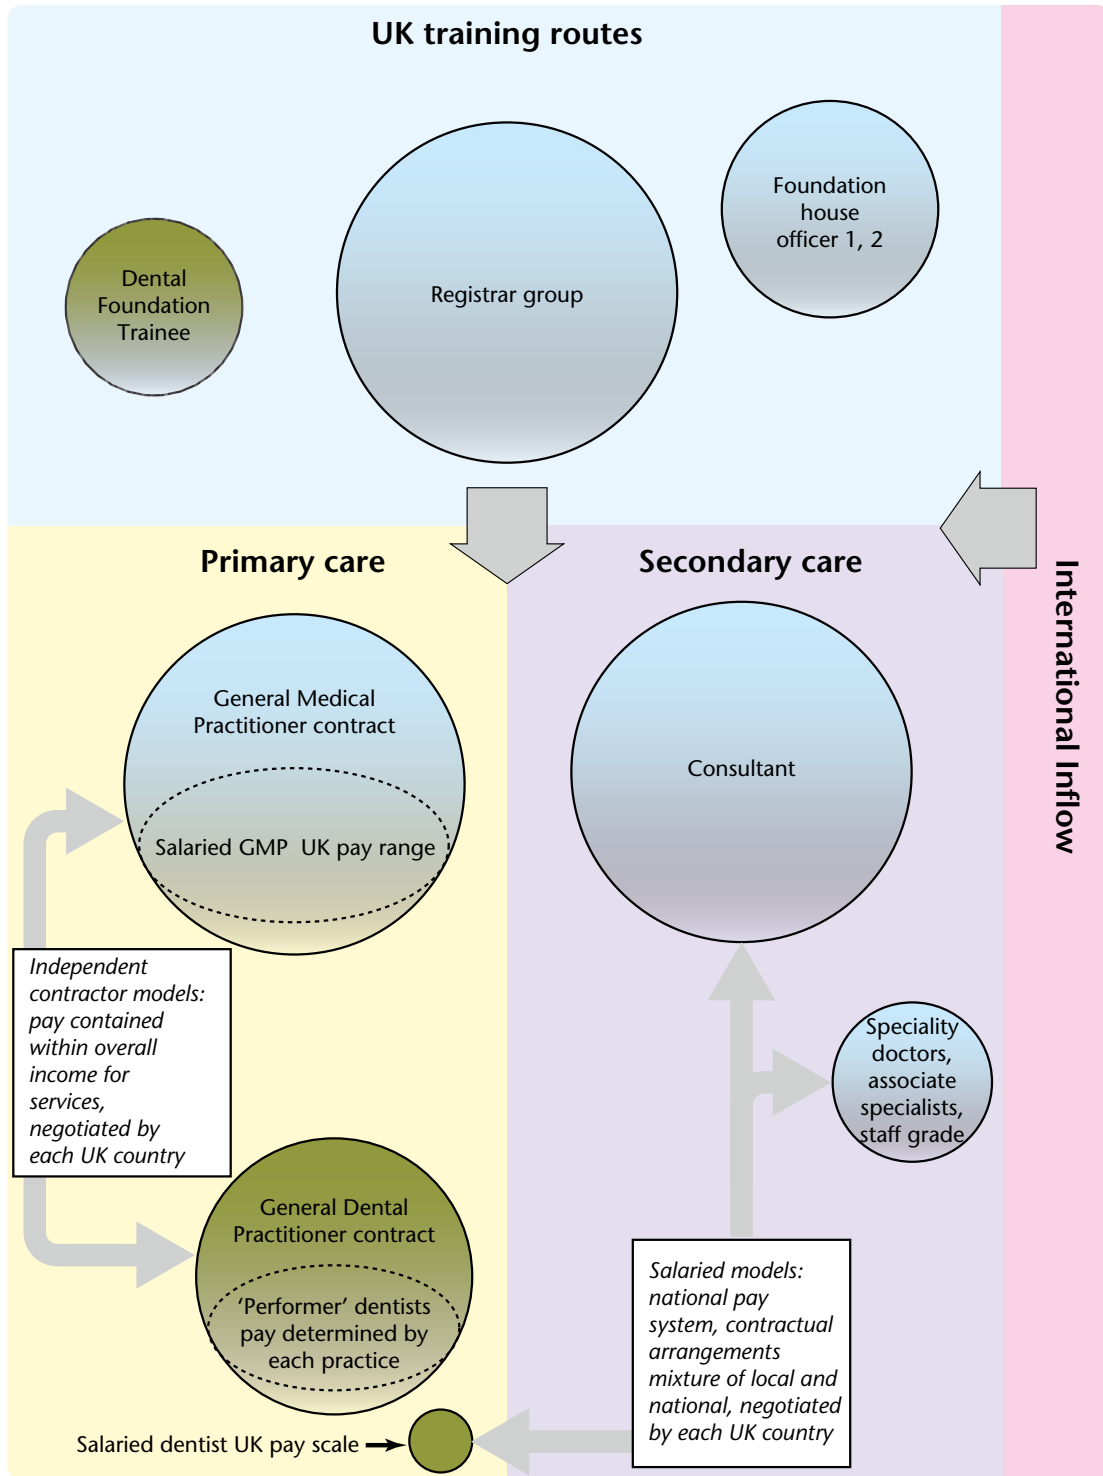 UK training routes
Foundation
house
officer 1, 2
Dental
Foundation
Trainee
Registrar group
International Inflow
Primary care
Secondary care
General Medical
Practitioner contract
Salaried GMP  UK pay range
Consultant
Independent
contractor models:
pay contained
within overall
income for
services,
negotiated by
each UK country
Speciality
doctors,
associate
specialists,
staff grade
General Dental
Practitioner contract
'Performer' dentists
pay determined by
each practice
Salaried models:
national pay
system, contractual
arrangements
mixture of local and
national, negotiated
by each UK country
Salaried dentist UK pay scale